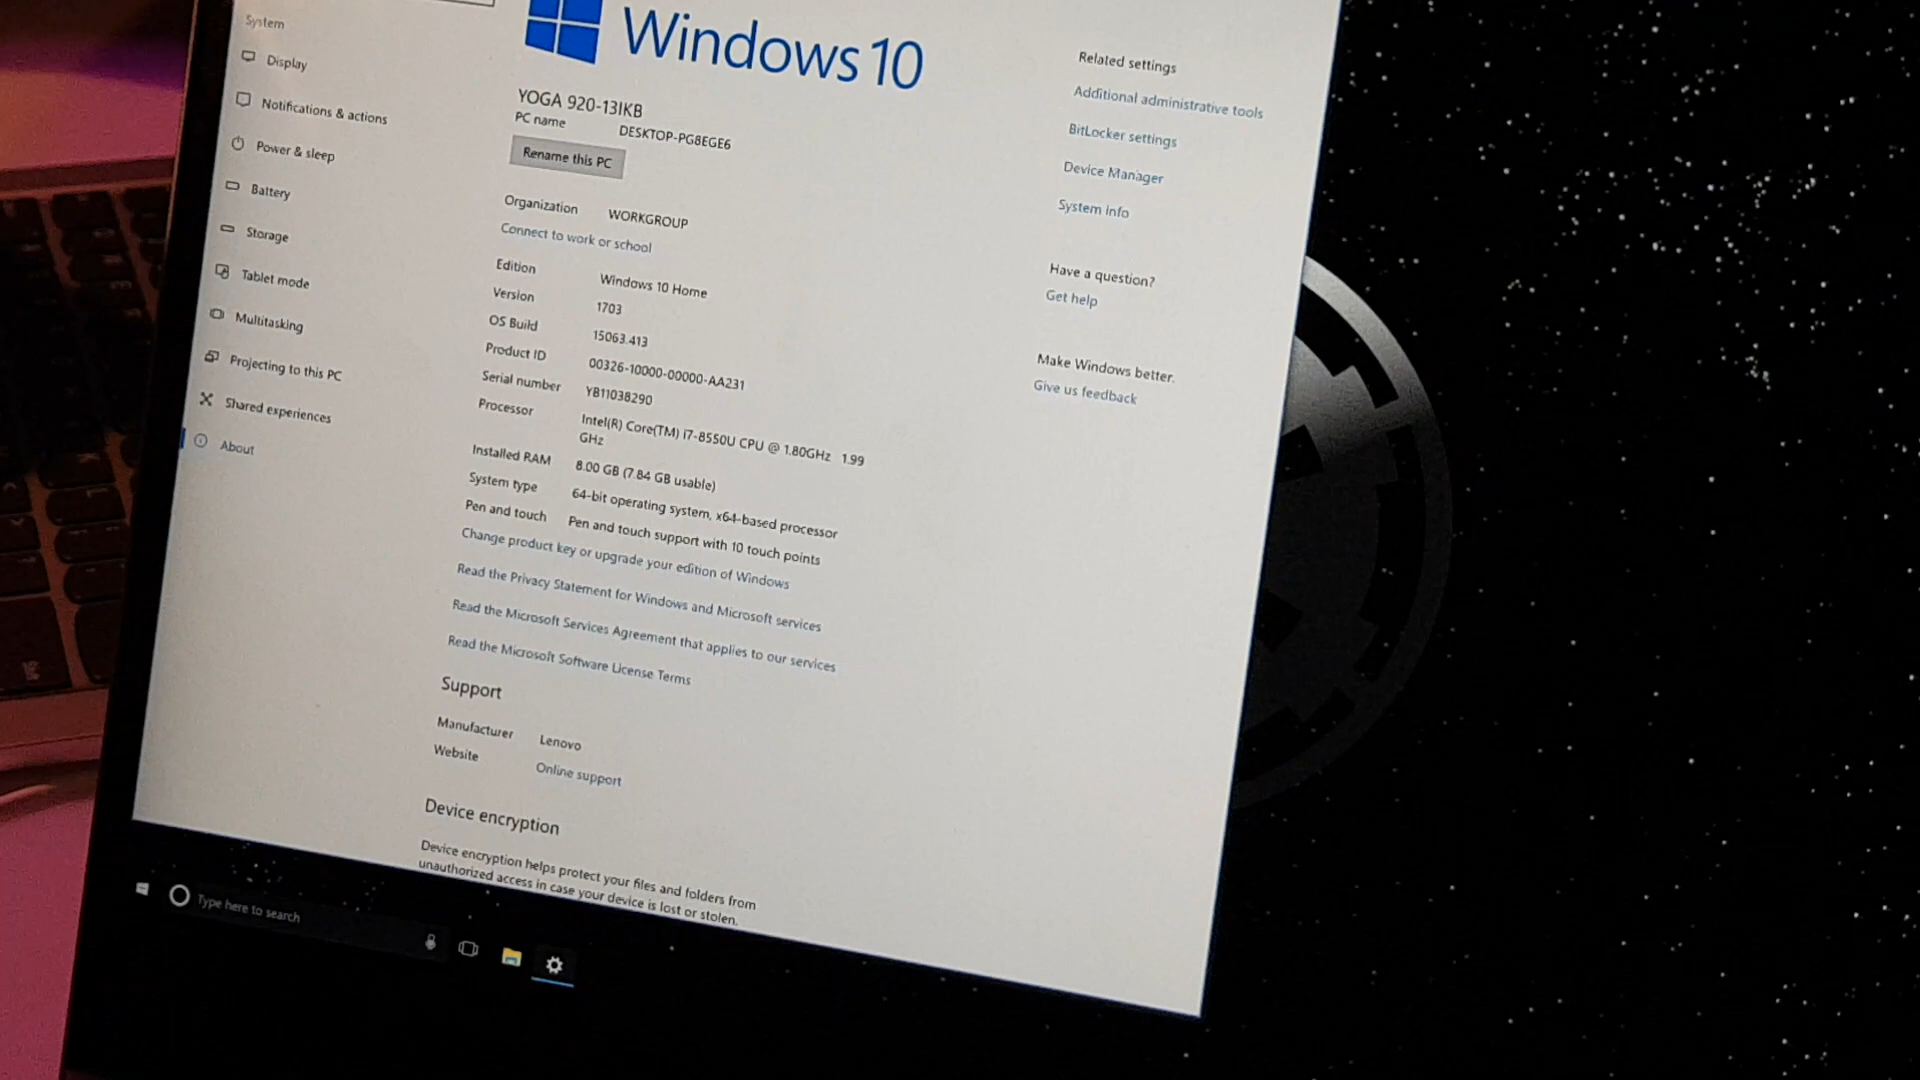 System
Display
Notifications & actions
Power & sleep
Battery
Storage
Tablet mode
Multitasking
Projecting to this PC
Shared experiences
About
Windows 10
YOGA 920-13IKB
PC name DESKTOP-PG8EGE6
Rename this PC
Organization WORKGROUP
Connect to work or school
Edition Windows 10 Home
Version 1703
OS Build 15063.413
Product ID 00326-10000-00000-AA231
Serial number YB11038290
Processor Intel(R) Core(TM) i7-8550U CPU @ 1.80GHz 1.99
GHz
Installed RAM 8.00 GB (7.84 GB usable)
System type 64-bit operating system, x64-based processor
Pen and touch Pen and touch support with 10 touch points
Change product key or upgrade your edition of Windows
Read the Privacy Statement for Windows and Microsoft services
Read the Microsoft Services Agreement that applies to our services
Read the Microsoft Software License Terms
Support
Manufacturer Lenovo
Website Online support
Device encryption
Device encryption helps protect your files and folders from
unauthorized access in case your device is lost or stolen.
Related settings
Additional administrative tools
BitLocker settings
Device Manager
System info
Have a question?
Get help
Make Windows better.
Give us feedback
Type here to search